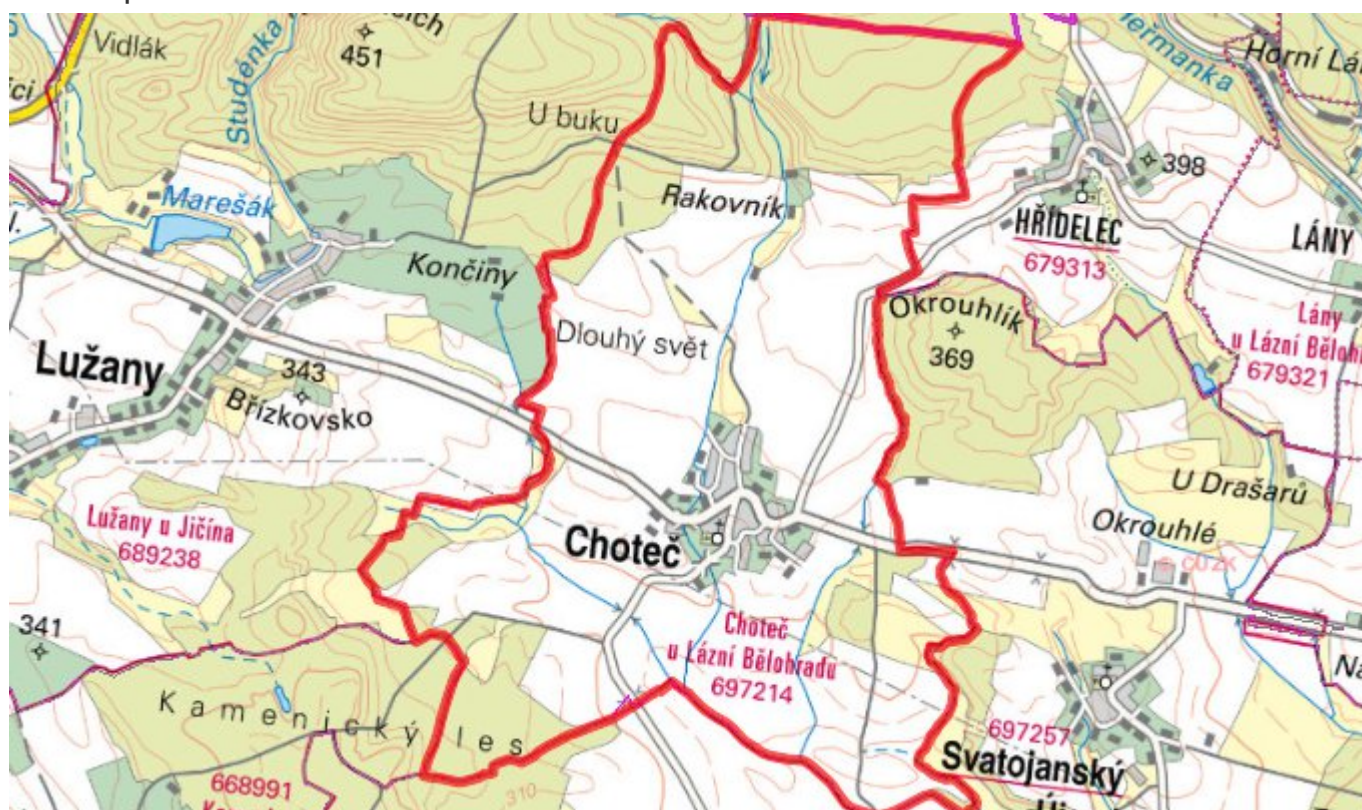 Vidlák
451
Studénka
U buku
Horní
398
Rakovník
Marešák
HŘÍDELEC
679313
LÁNY
Končiny
Okrouhlík
369
Lány
u Lázní
679321
Dlouhý svět
Lužany
343
Břízkovsko
U Drašarů
Okrouhlé
© ČÚZK
Lužany u Jičína
689238
Choteč
341
Choteč
u Lázní Bělohradu
697214
Kamenický les
697257
Svatojanský
668991
310